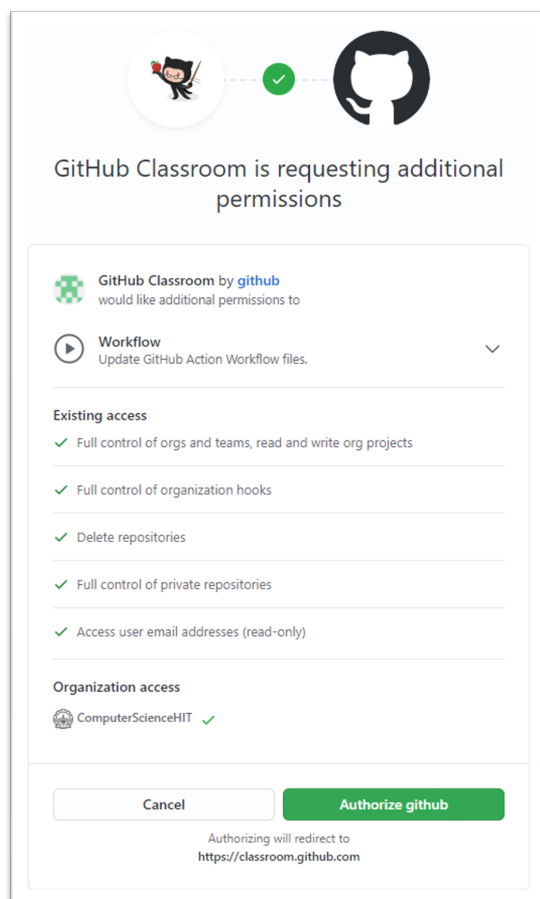 GitHub Classroom is requesting additional
permissions
GitHub Classroom by github
would like additional permissions to
Workflow
Update GitHub Action Workflow files.
Existing access
Full control of orgs and teams, read and write org projects
Full control of organization hooks
Delete repositories
Full control of private repositories
Access user email addresses (read-only)
Organization access
ComputerScienceHIT
Cancel
Authorize github
Authorizing will redirect to
https://classroom.github.com